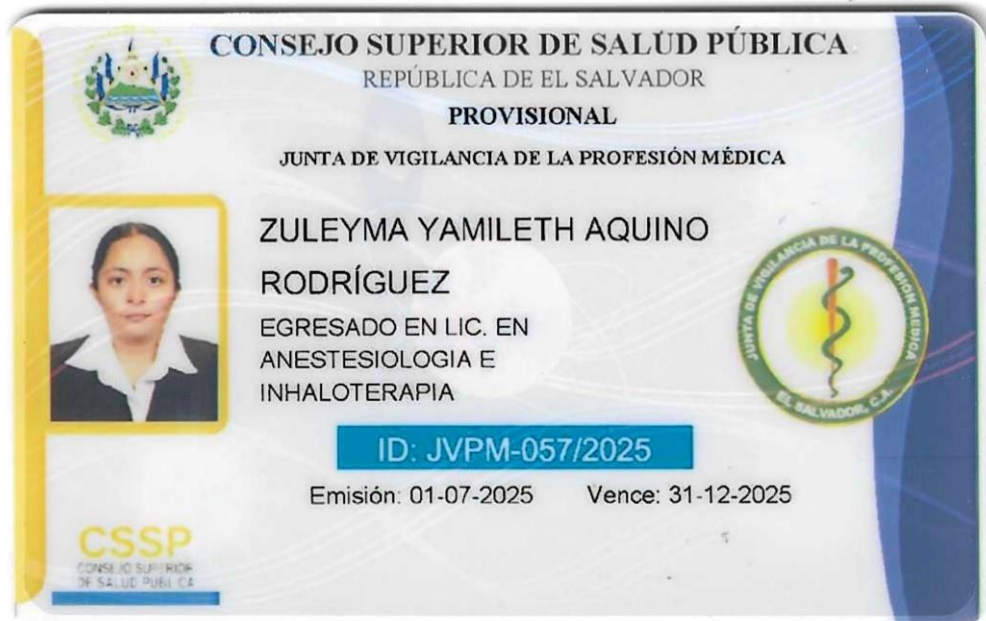 CONSEJO SUPERIOR DE SALUD PÚBLICA
REPÚBLICA DE EL SALVADOR
PROVISIONAL
JUNTA DE VIGILANCIA DE LA PROFESIÓN MÉDICA
ZULEYMA YAMILETH AQUINO
RODRÍGUEZ
EGRESADO EN LIC. EN
ANESTESIOLOGIA E
INHALOTERAPIA
JUNTA DE VIGILANCIA DE LA PROFESION MEDICA
EL SALVADOR, C.A.
ID: JVPM-057/2025
Emisión: 01-07-2025 Vence: 31-12-2025
CSSP
CONSEJO SUPERIOR
DE SALUD PUBLICA